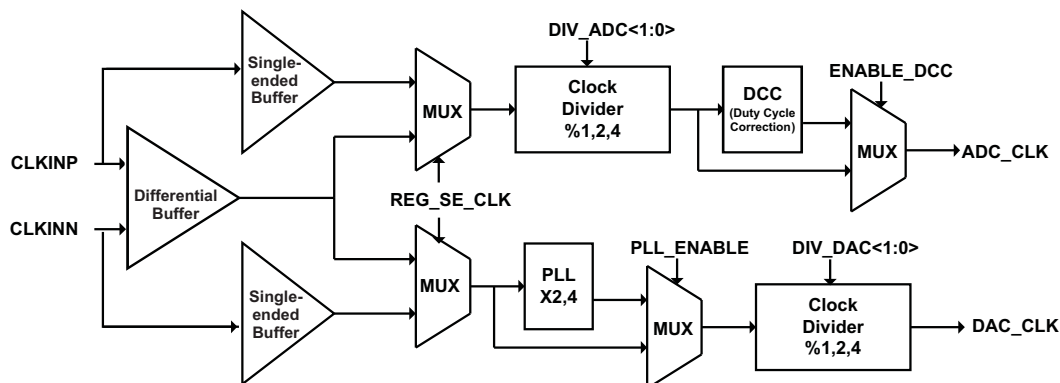 DIV_ADC<1:0>
Single-
ended
Buffer
MUX
Clock
Divider
%1,2,4
DCC
(Duty Cycle
Correction)
ENABLE_DCC
MUX
ADC_CLK
CLKINP
Differential
Buffer
CLKINN
REG_SE_CLK
Single-
ended
Buffer
MUX
PLL
X2,4
PLL_ENABLE
MUX
DIV_DAC<1:0>
Clock
Divider
%1,2,4
DAC_CLK